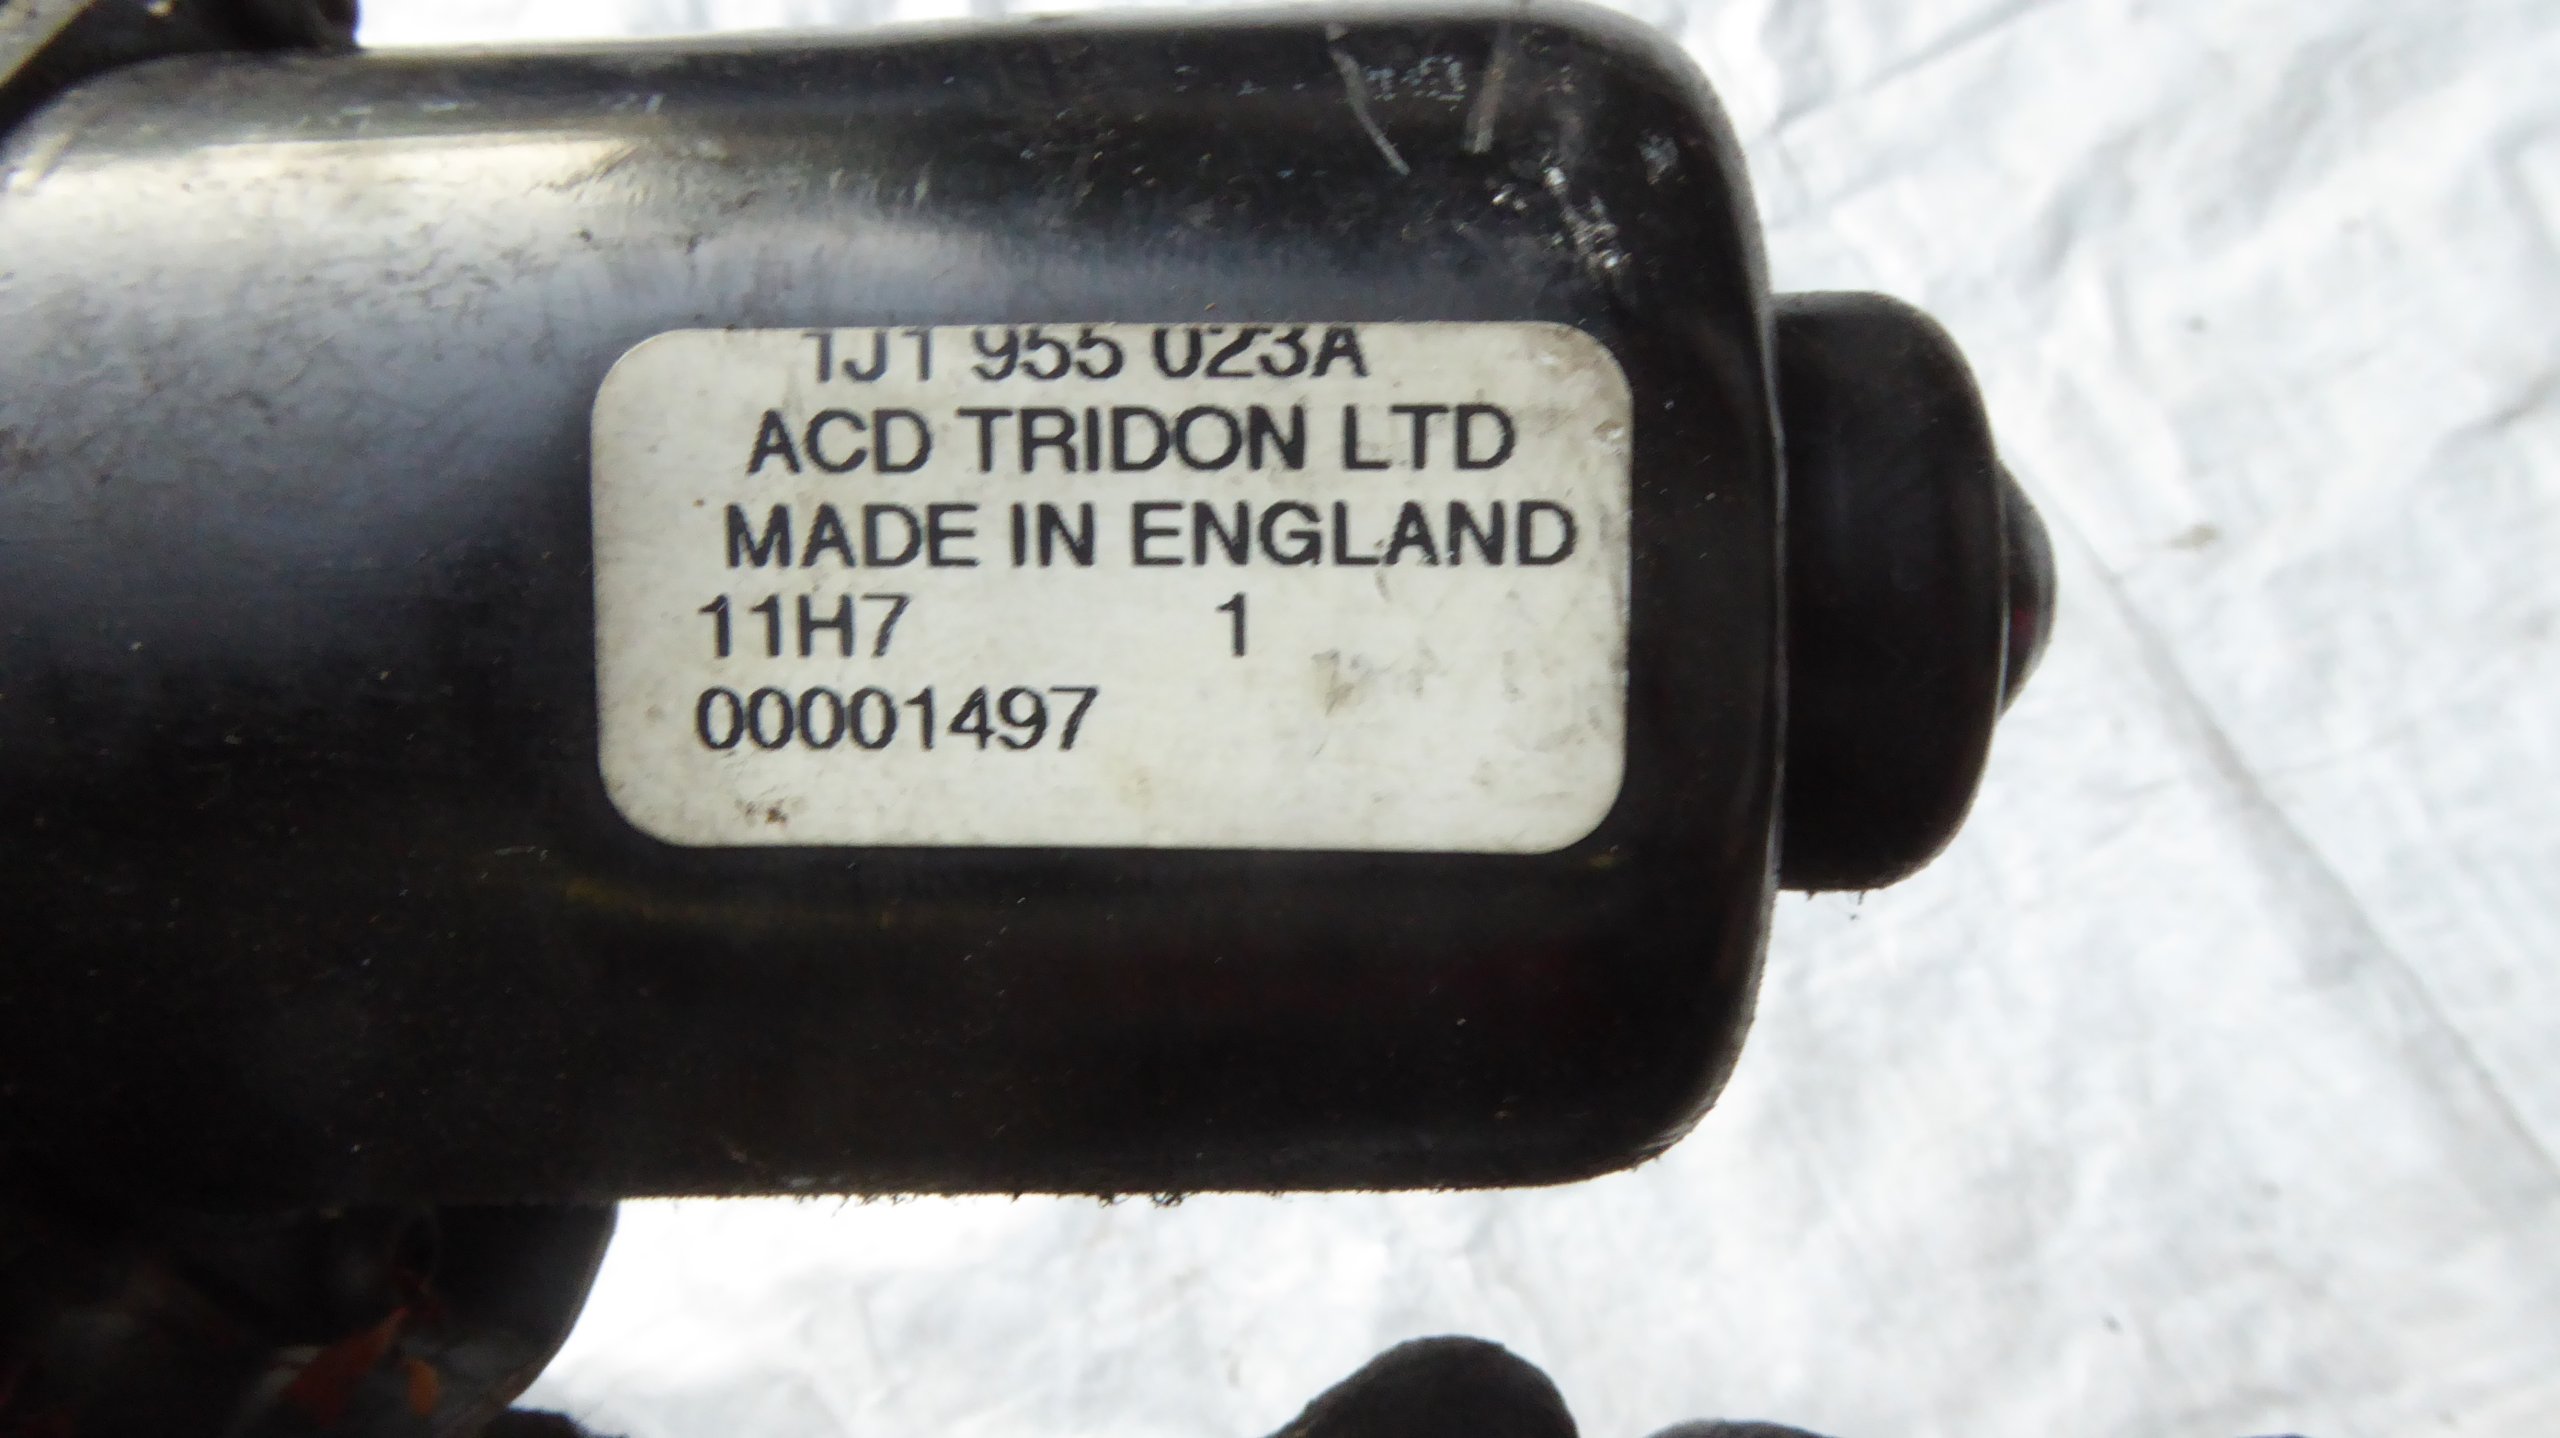 1J1 955 023A
ACD TRIDON LTD
MADE IN ENGLAND
11H7 1
00001497